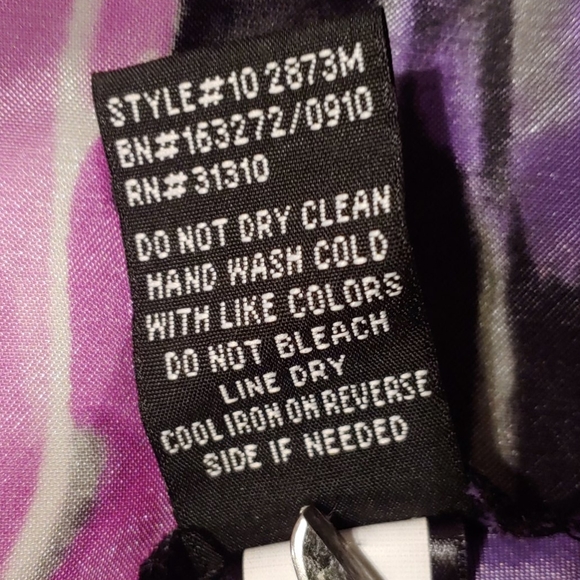 STYLE#10 2873M
BN#163272/0910
RN#31310
DO NOT DRY CLEAN
HAND WASH COLD
WITH LIKE COLORS
DO NOT BLEACH
LINE DRY
COOL IRON ON REVERSE
SIDE IF NEEDED